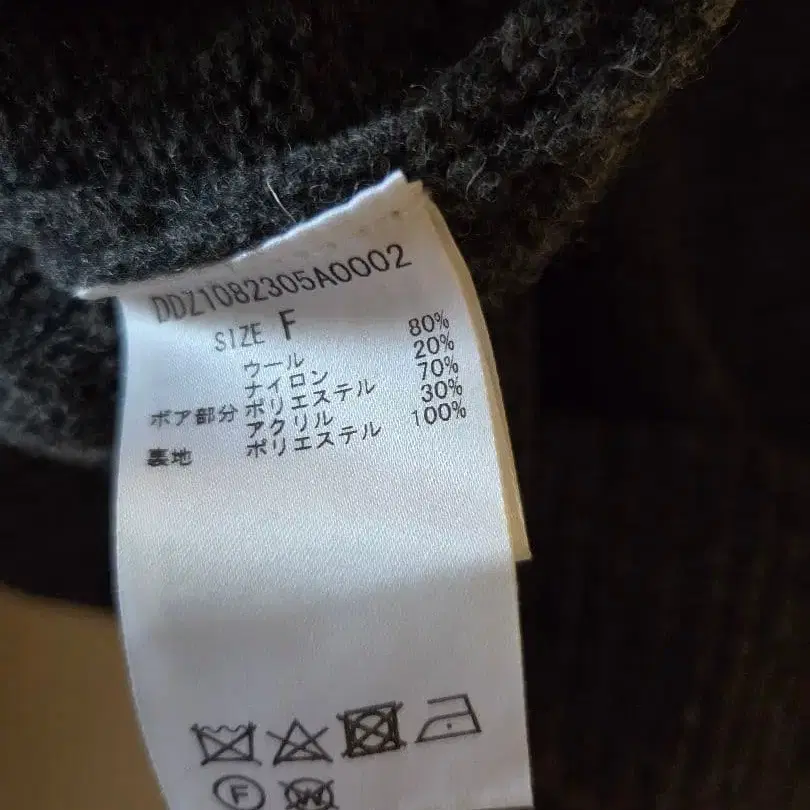 DDZ1082305A0002
SIZE F
ウール 80%
ナイロン 20%
ボア部分 ポリエステル 70%
アクリル 30%
裏地 ポリエステル 100%
F W